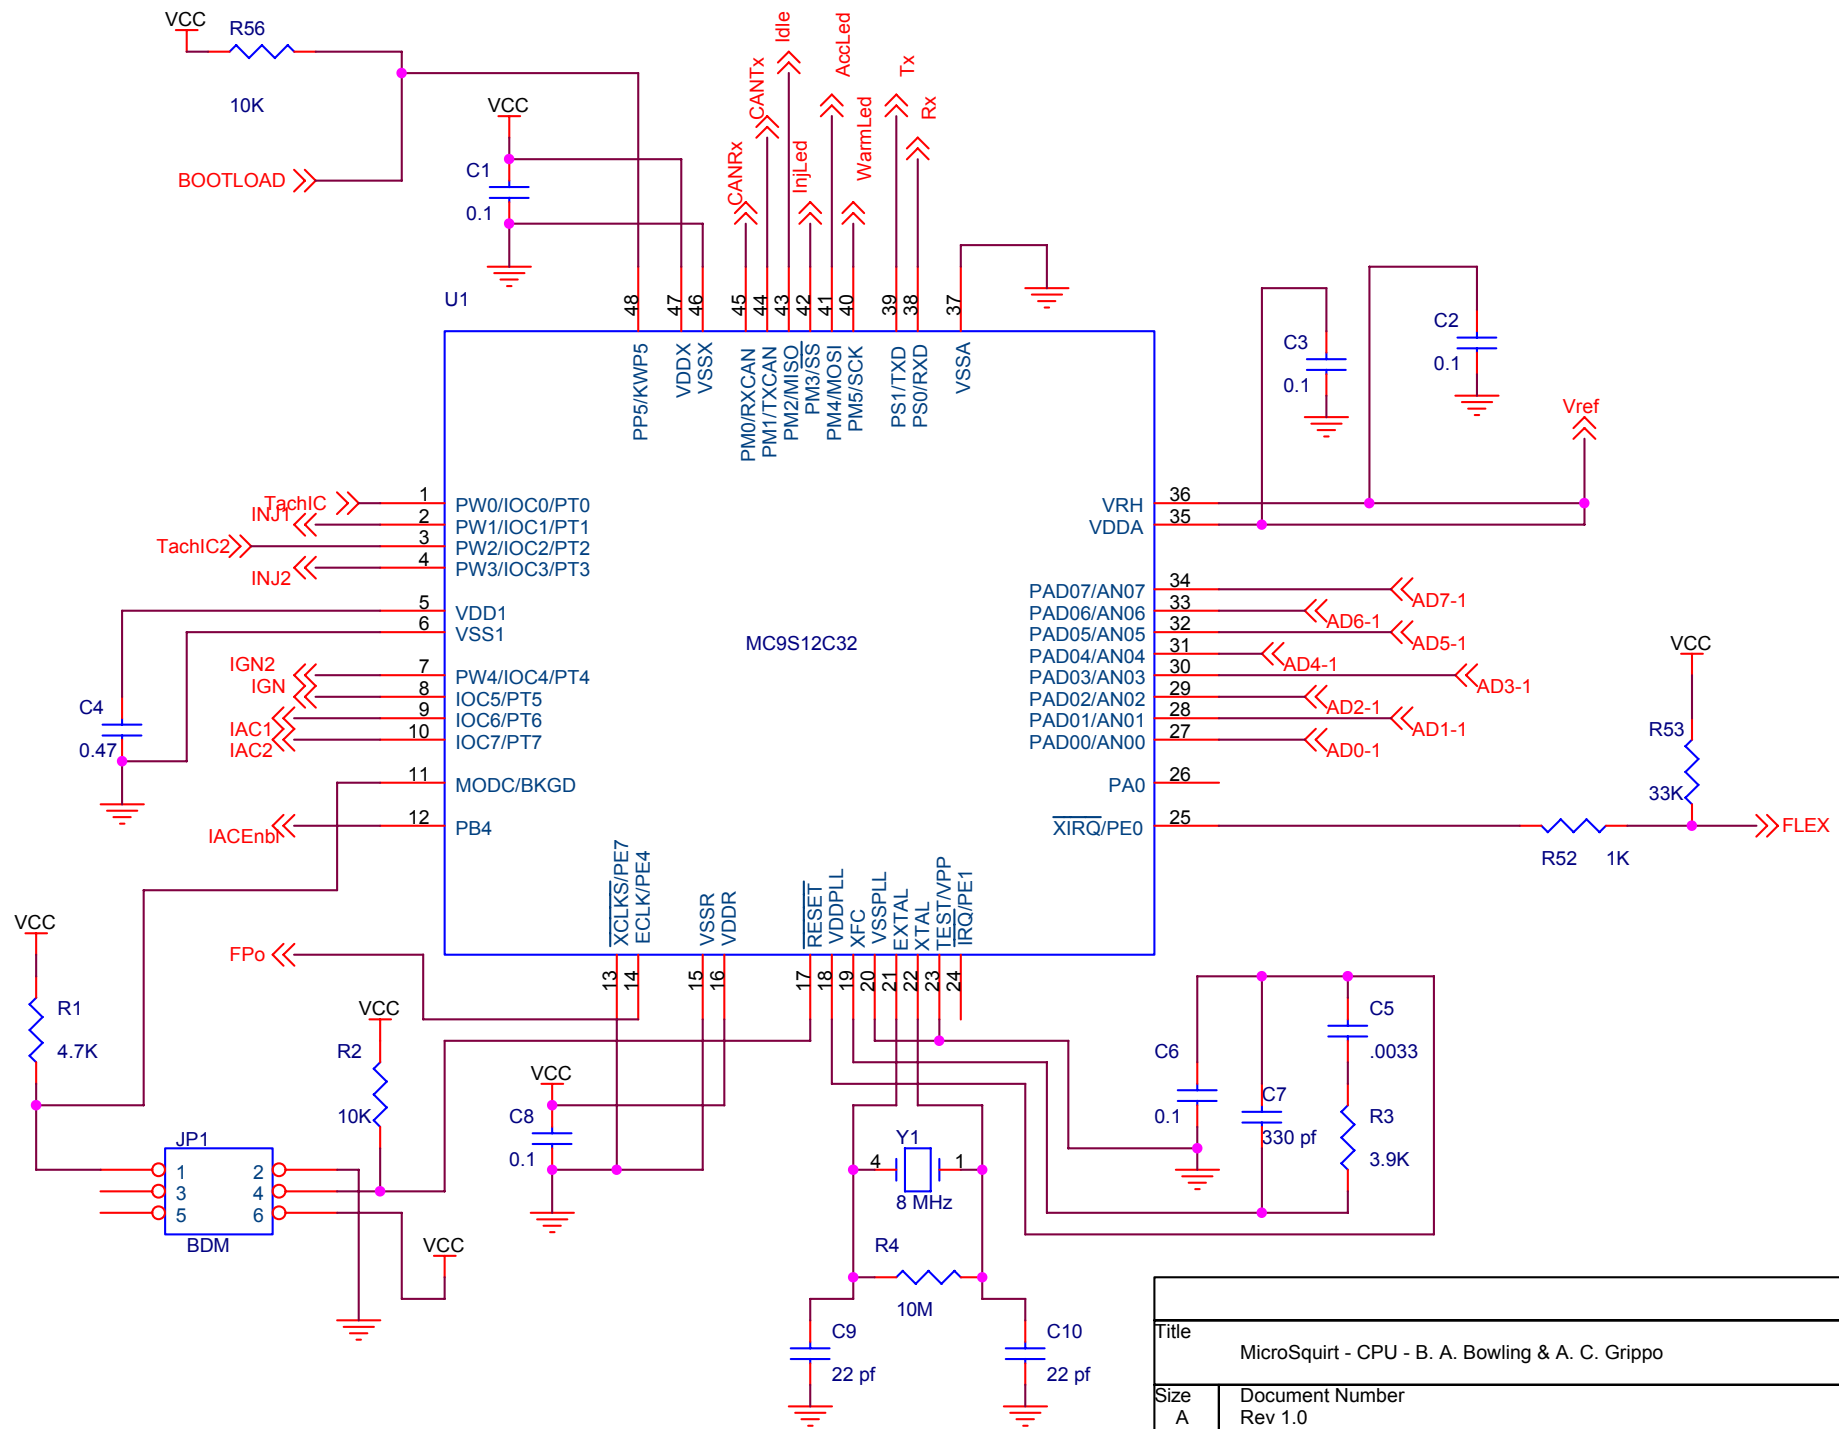 VCC
R56
10K
BOOTLOAD
VCC
C1
0.1
CANRx
CANTx
Idle
InjLed
AccLed
WarmLed
Tx
Rx
U1
48
47
46
45
44
43
42
41
40
39
38
37
PP5/KWP5
VDDX
VSSX
PM0/RXCAN
PM1/TXCAN
PM2/MISO
PM3/SS
PM4/MOSI
PM5/SCK
PS1/TXD
PS0/RXD
VSSA
C3
0.1
C2
0.1
Vref
TachIC
1
PW0/IOC0/PT0
INJ1
2
PW1/IOC1/PT1
TachIC2
3
PW2/IOC2/PT2
INJ2
4
PW3/IOC3/PT3
5
VDD1
6
VSS1
IGN2
7
PW4/IOC4/PT4
IGN
8
IOC5/PT5
IAC1
9
IOC6/PT6
IAC2
10
IOC7/PT7
11
MODC/BKGD
IACEnbl
12
PB4
C4
0.47
MC9S12C32
VRH
36
VDDA
35
PAD07/AN07
34
AD7-1
PAD06/AN06
33
AD6-1
PAD05/AN05
32
AD5-1
PAD04/AN04
31
AD4-1
PAD03/AN03
30
AD3-1
PAD02/AN02
29
AD2-1
PAD01/AN01
28
AD1-1
PAD00/AN00
27
AD0-1
PA0
26
XIRQ/PE0
25
VCC
R53
33K
R52
1K
FLEX
XCLKS/PE7
ECLK/PE4
VSSR
VDDR
RESET
VDDPLL
XFC
VSSPLL
EXTAL
XTAL
TEST/VPP
IRQ/PE1
13
14
15
16
17
18
19
20
21
22
23
24
FPo
VCC
R1
4.7K
VCC
R2
10K
JP1
1
2
3
4
5
6
BDM
VCC
VCC
C8
0.1
Y1
4
1
8 MHz
R4
10M
C9
22 pf
C10
22 pf
C6
0.1
C7
330 pf
C5
.0033
R3
3.9K
Title
MicroSquirt - CPU - B. A. Bowling & A. C. Grippo
Size
A
Document Number
Rev 1.0